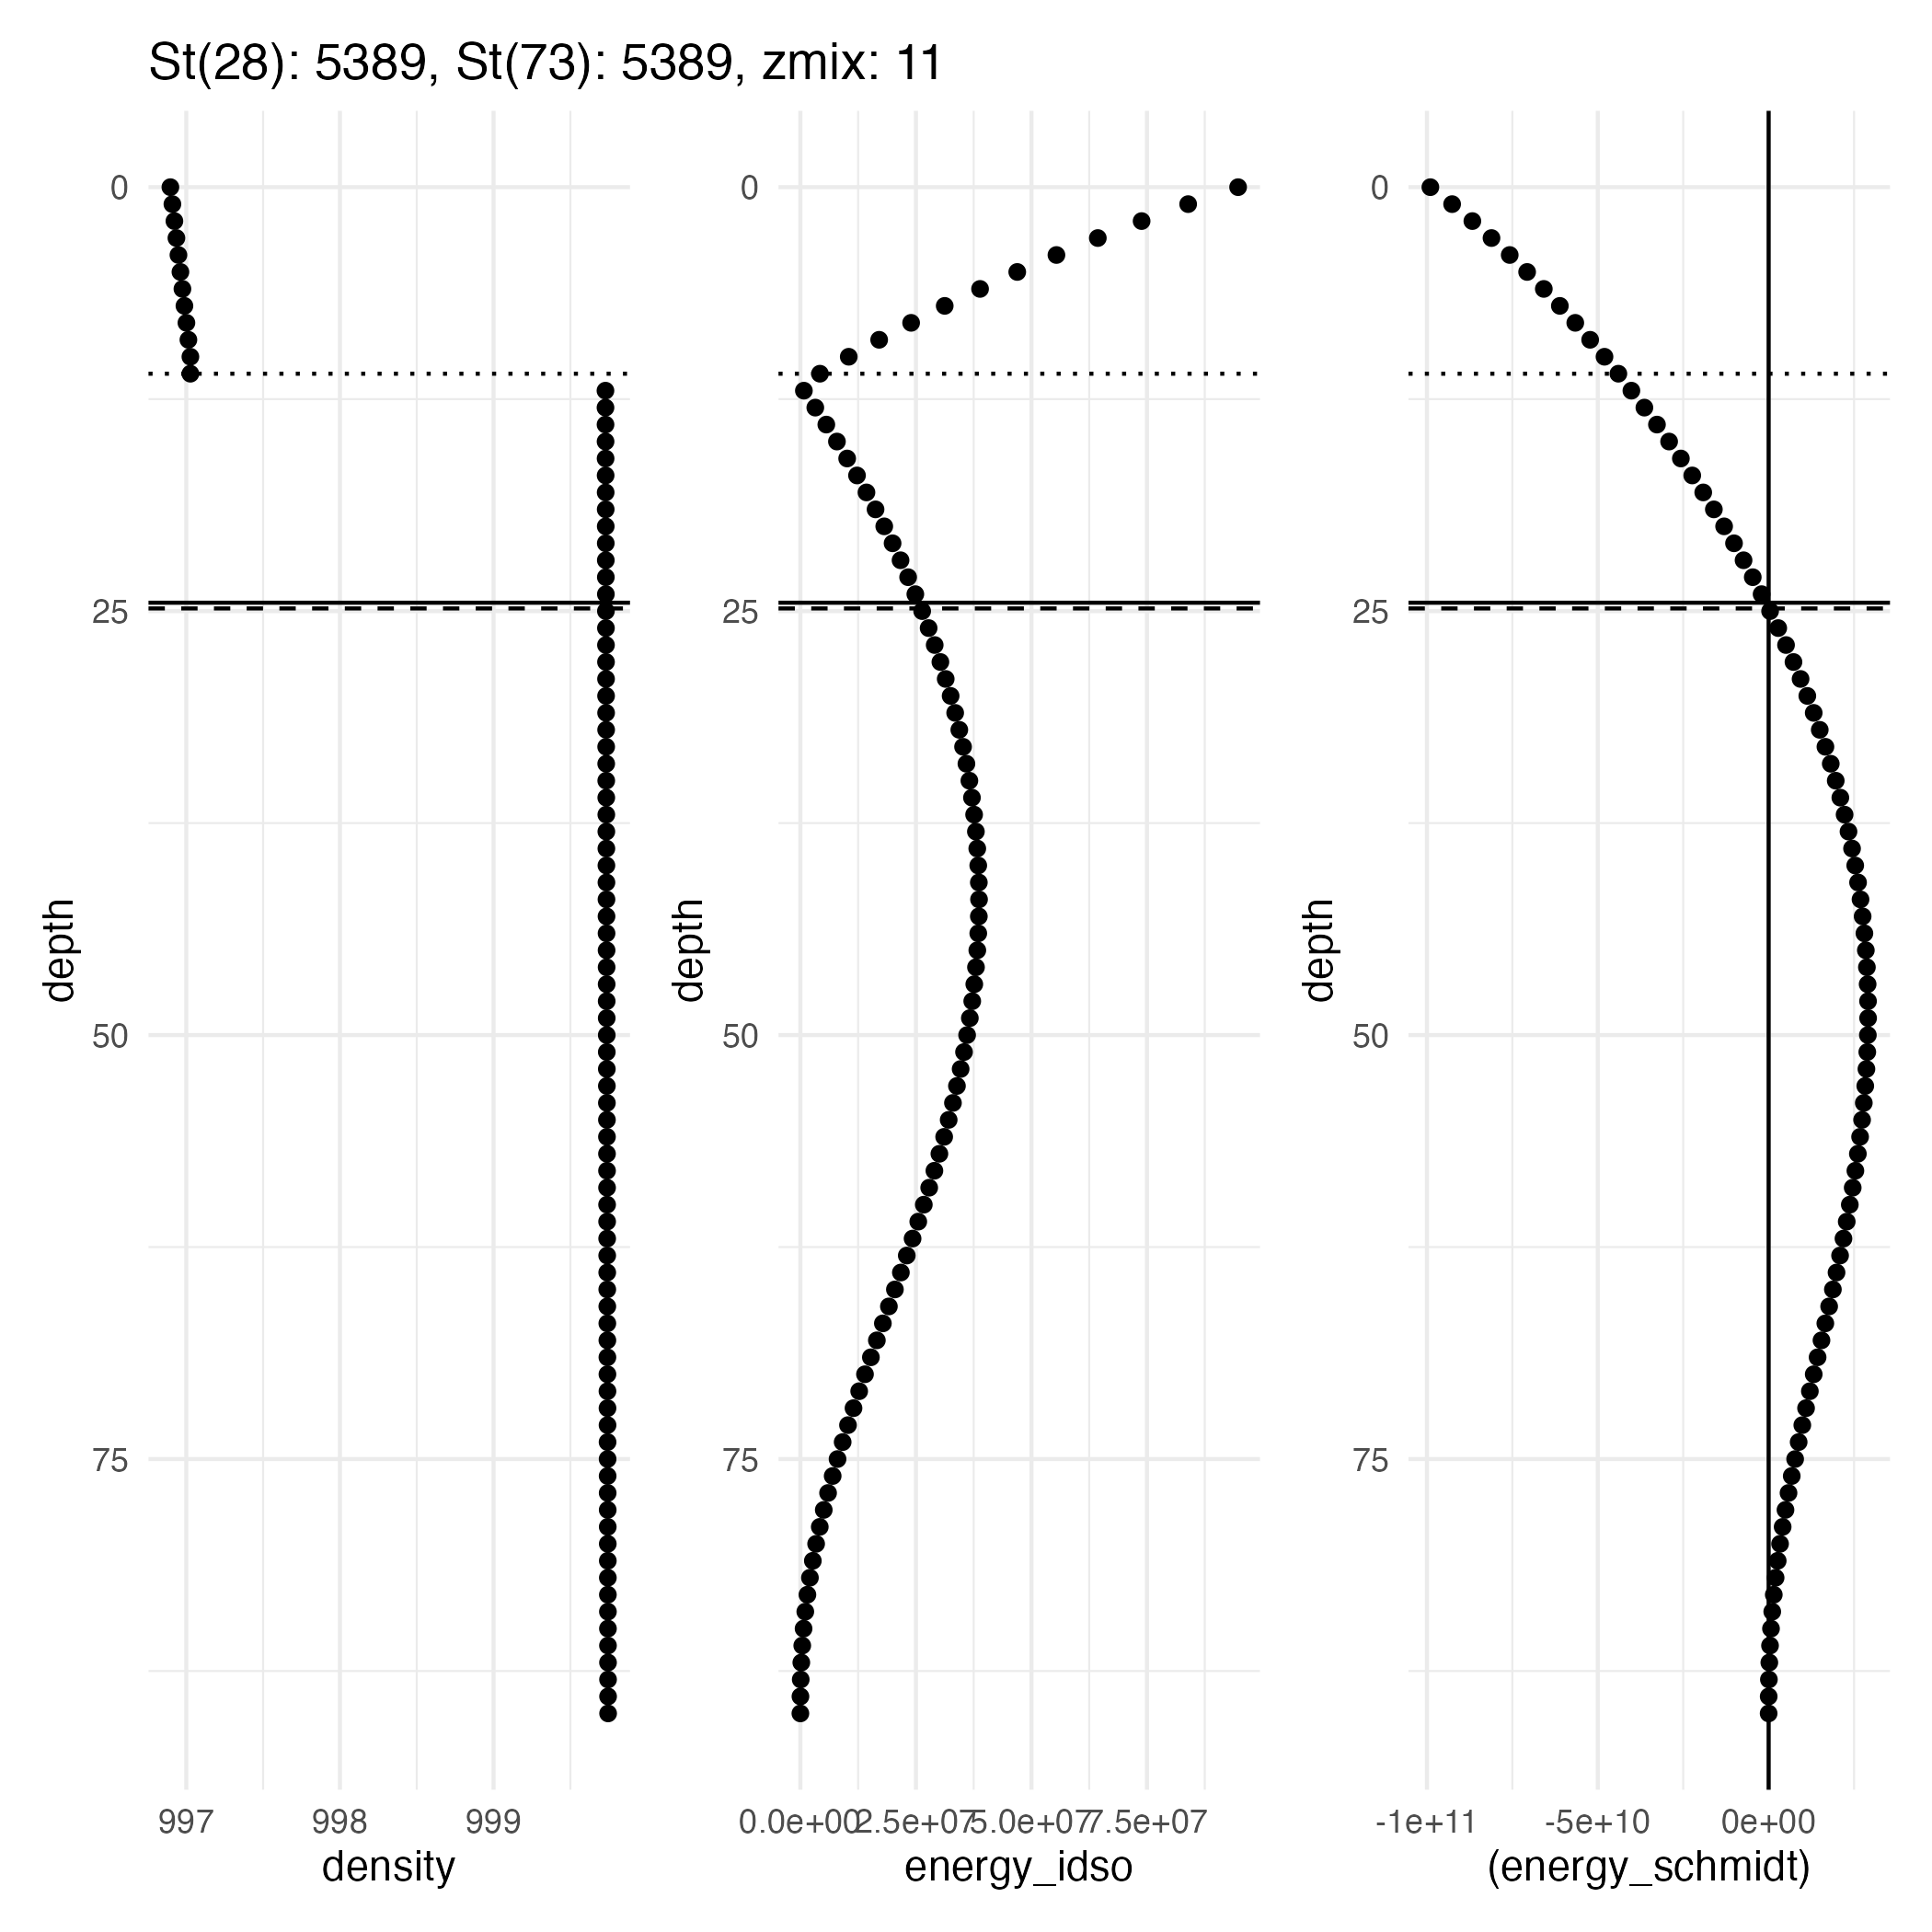 St(28): 5389, St(73): 5389, zmix: 11
0
25
50
75
depth
997 998 999
density
0
25
50
75
depth
0.0e+00 2.5e+07 5.0e+07 7.5e+07
energy_idso
0
25
50
75
depth
-1e+11 -5e+10 0e+00
(energy_schmidt)